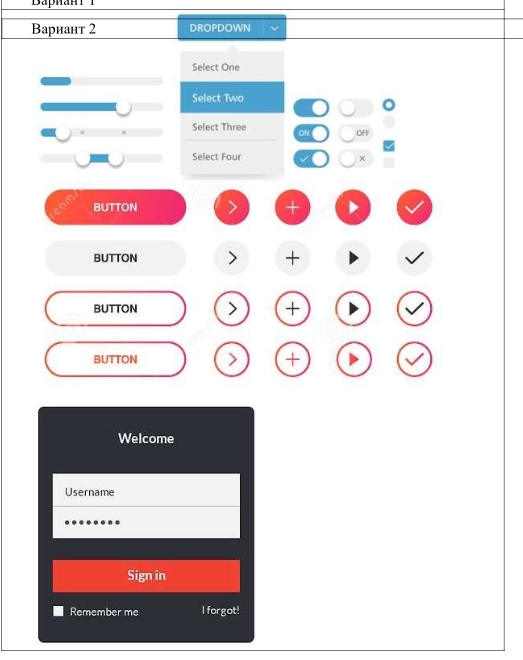 Вариант 1
Вариант 2
DROPDOWN
Select One
Select Two
Select Three
Select Four
ON
OFF
BUTTON
BUTTON
BUTTON
BUTTON
Welcome
Username
Sign in
Remember me
I forgot!